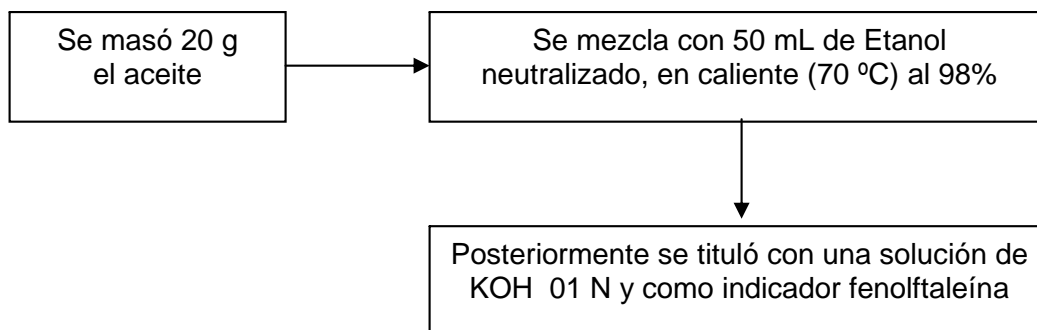 Se masó 20 g
el aceite
Se mezcla con 50 mL de Etanol
neutralizado, en caliente (70 ºC) al 98%
Posteriormente se tituló con una solución de
KOH 01 N y como indicador fenolftaleína